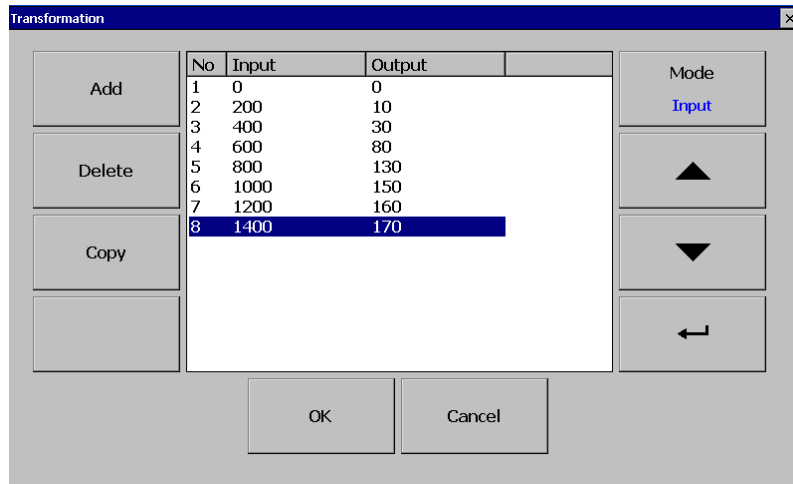 Transformation
Add
Delete
Copy
No Input Output
1 0 0
2 200 10
3 400 30
4 600 80
5 800 130
6 1000 150
7 1200 160
8 1400 170
Mode
Input
OK
Cancel